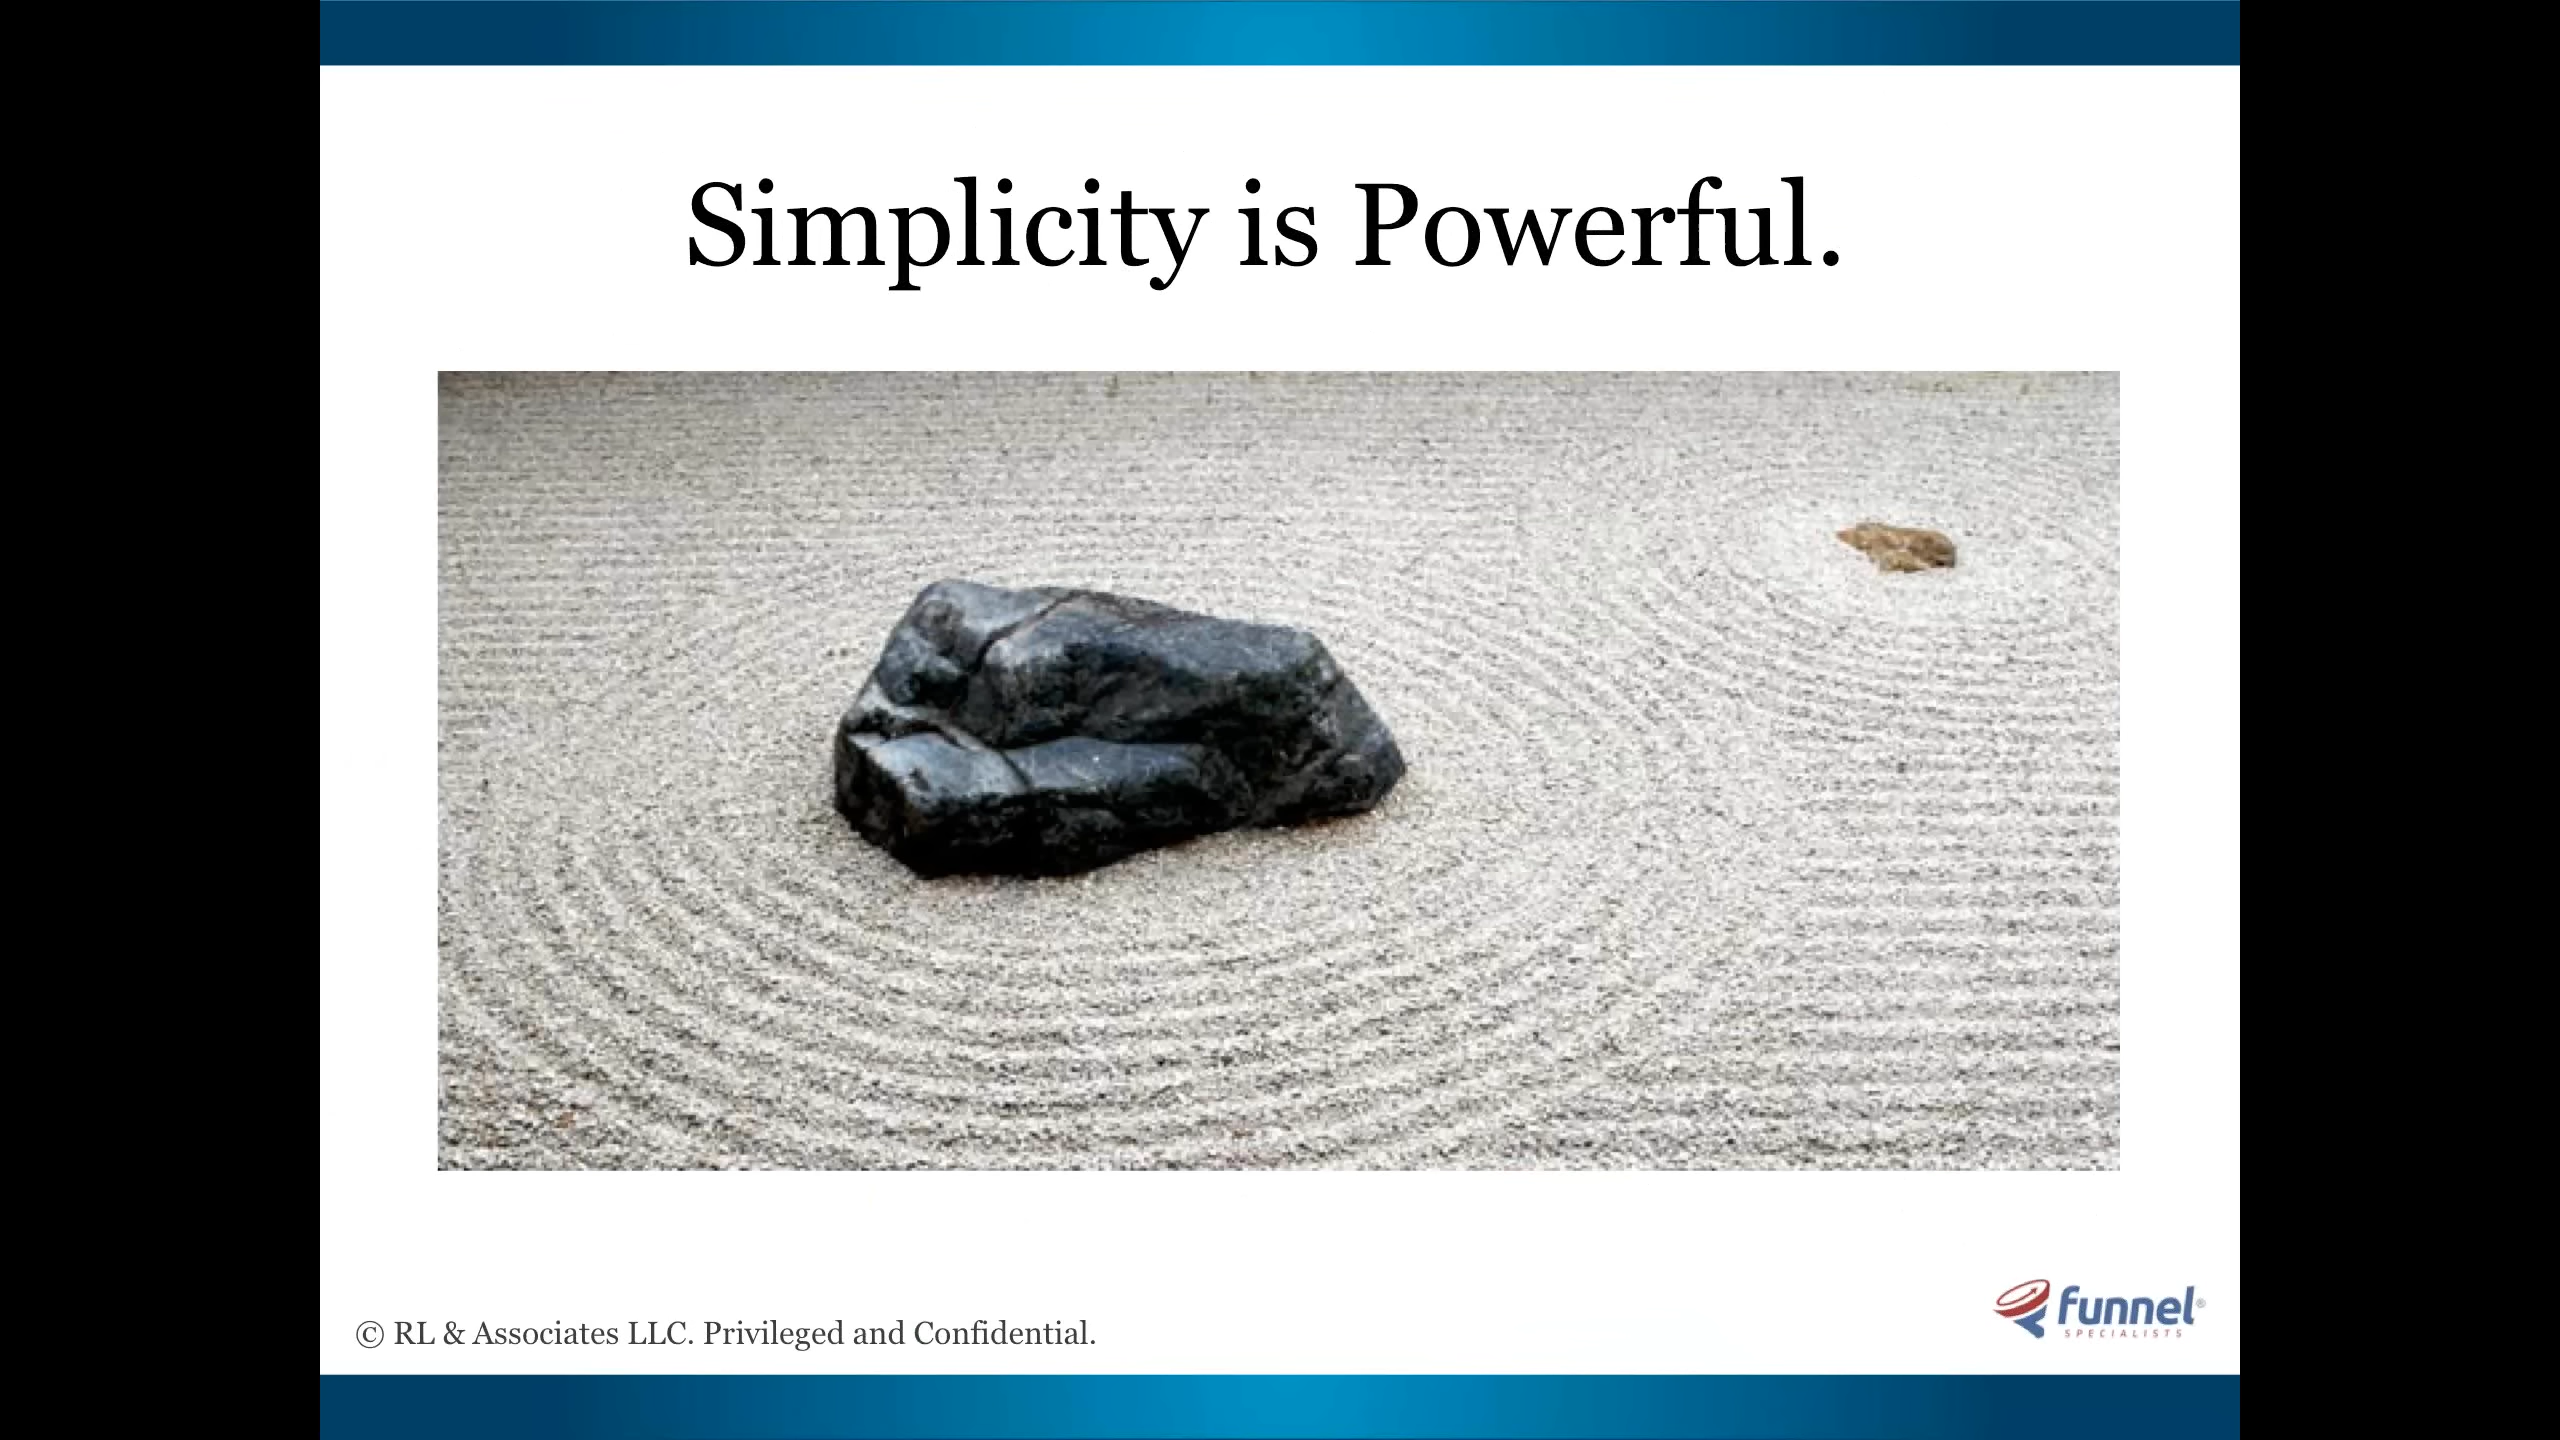 Simplicity is Powerful.
© RL & Associates LLC. Privileged and Confidential.
funnel®
SPECIALISTS